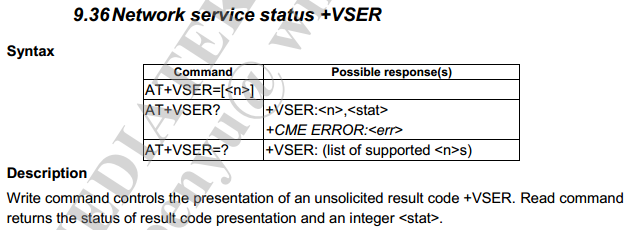 9.36 Network service status +VSER
Syntax
Command Possible response(s)
AT+VSER=[<n>]
AT+VSER? +VSER:<n>,<stat>
+CME ERROR:<err>
AT+VSER=? +VSER: (list of supported <n>s)
Description
Write command controls the presentation of an unsolicited result code +VSER. Read command
returns the status of result code presentation and an integer <stat>.
MEDIATEK